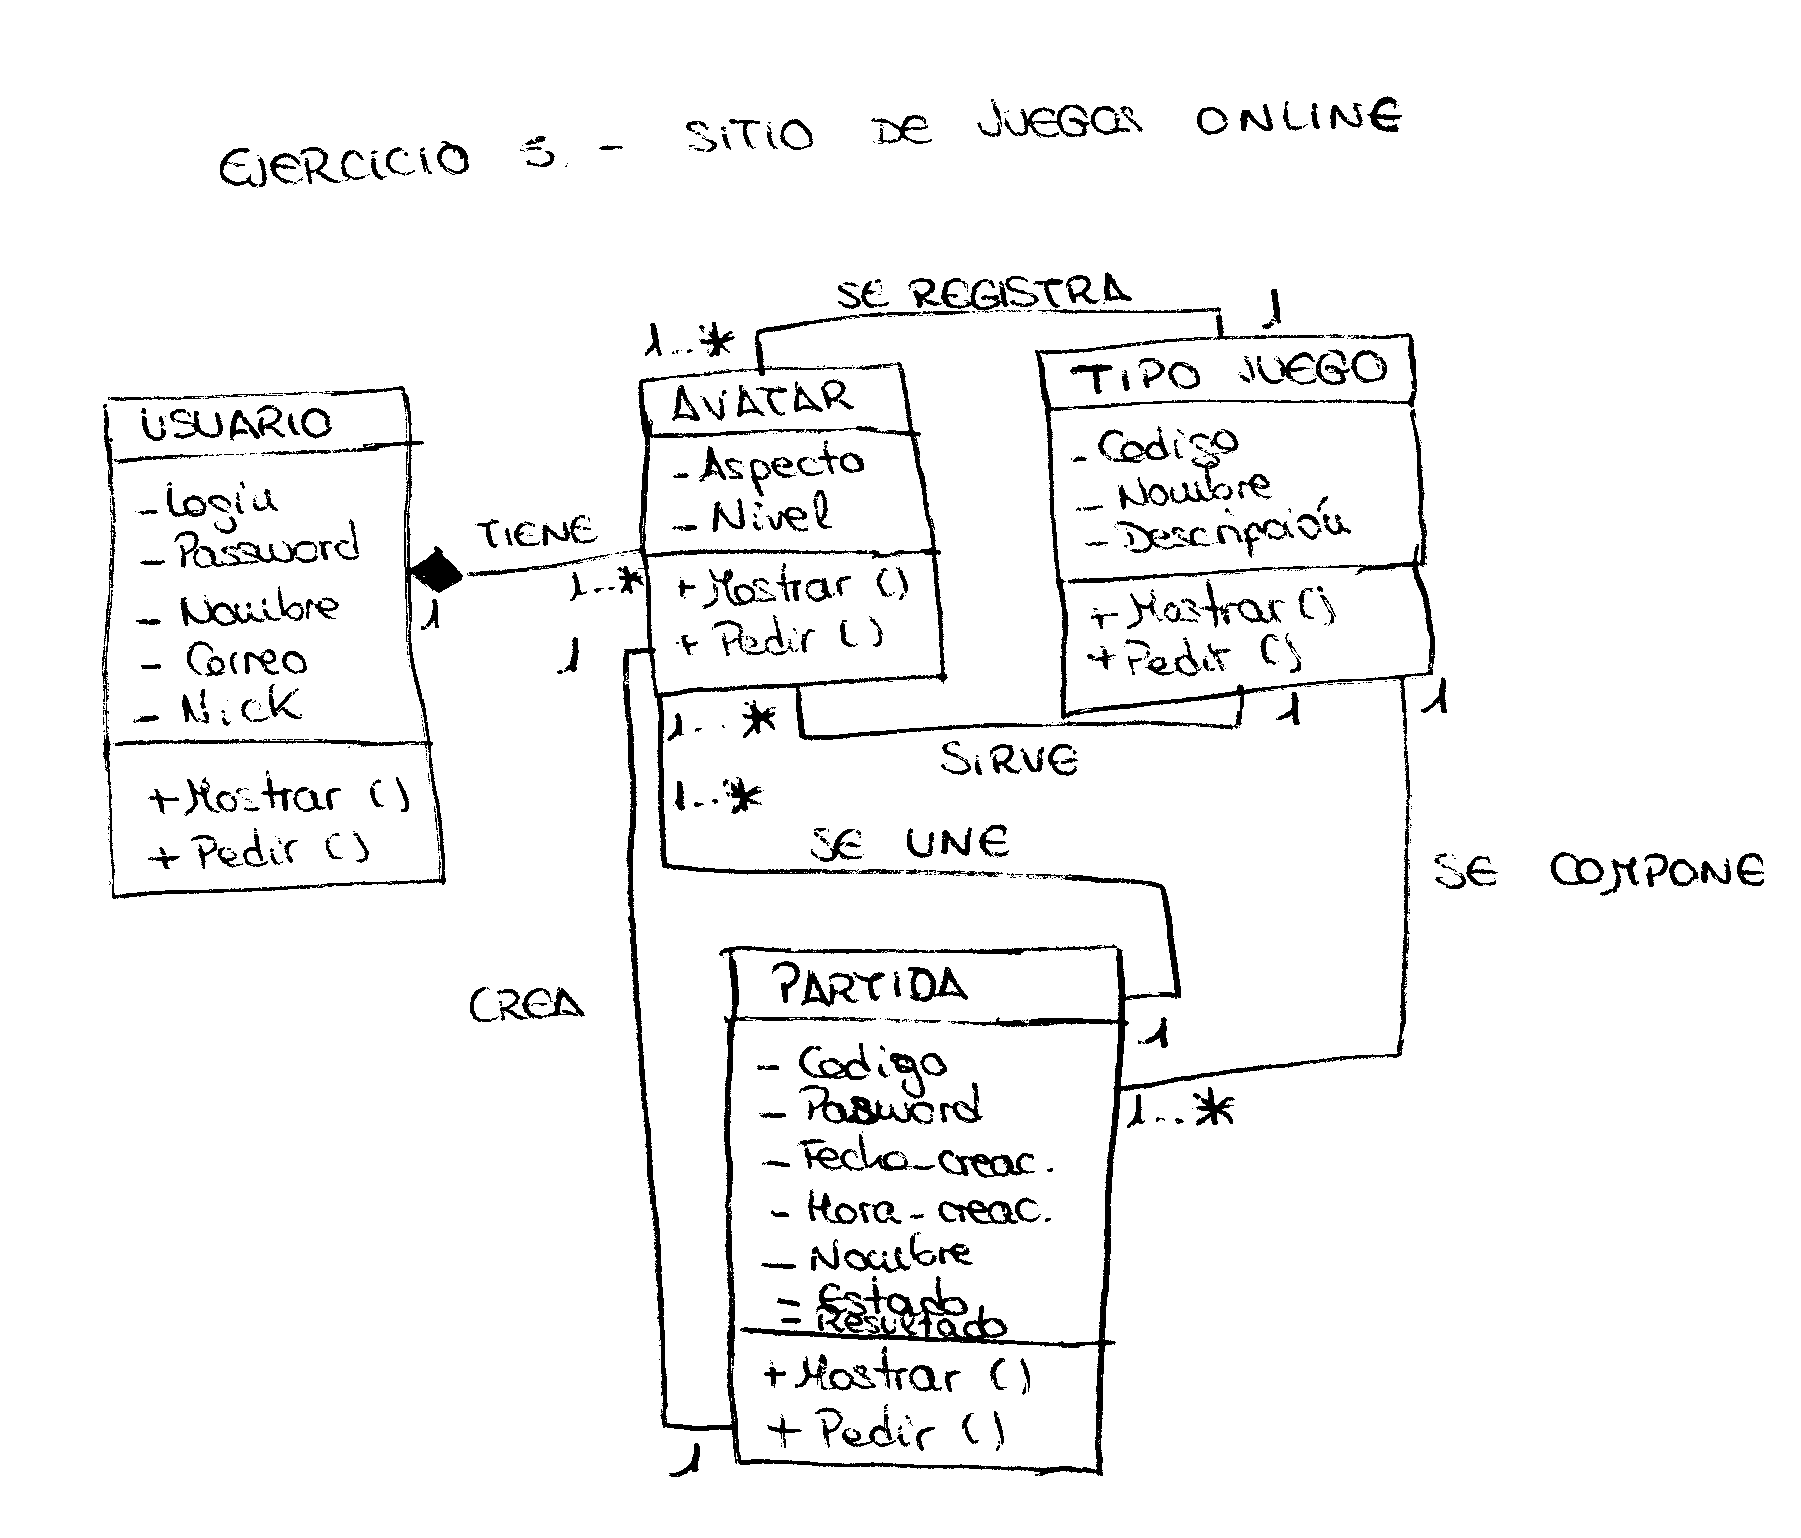 EJERCICIO 5. - SITIO DE JUEGOS ONLINE
SE REGISTRA
1..*
1
USUARIO
- Login
- Password
- Nombre
- Correo
- Nick
+ Mostrar ()
+ Pedir ()
TIENE
1
1..*
AVATAR
- Aspecto
- Nivel
+ Mostrar ()
+ Pedir ()
TIPO JUEGO
- Codigo
- Nombre
- Descripción
+ Mostrar ()
+ Pedir ()
1
1..*
1
1
SIRVE
1..*
SE UNE
SE COMPONE
CREA
PARTIDA
- Codigo
- Password
- Fecha_creac.
- Hora_creac.
- Nombre
- Estado
- Resultado
+ Mostrar ()
+ Pedir ()
1
1..*
1